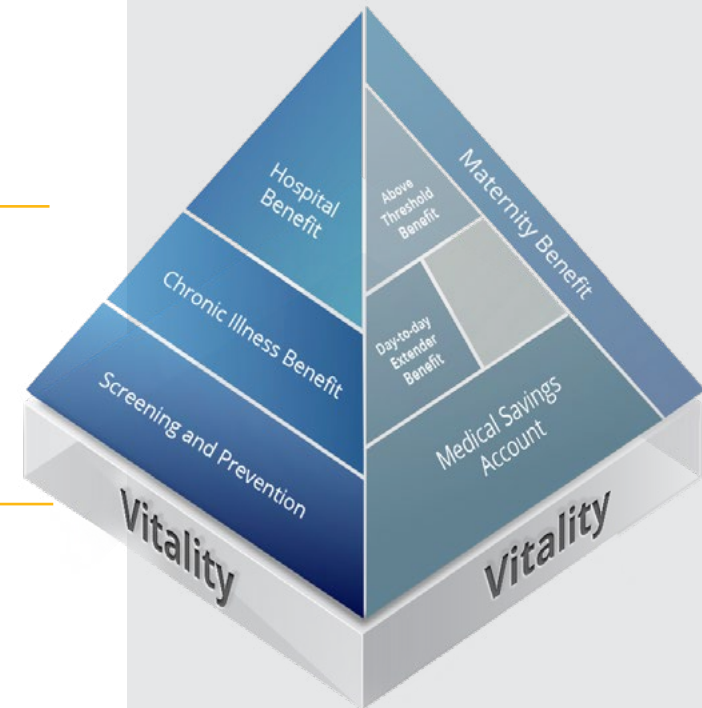 Hospital
Benefit
Chronic Illness Benefit
Screening and Prevention
Vitality
Maternity Benefit
Above
Threshold
Benefit
Day-to-day
Extender
Benefit
Medical Savings
Account
Vitality